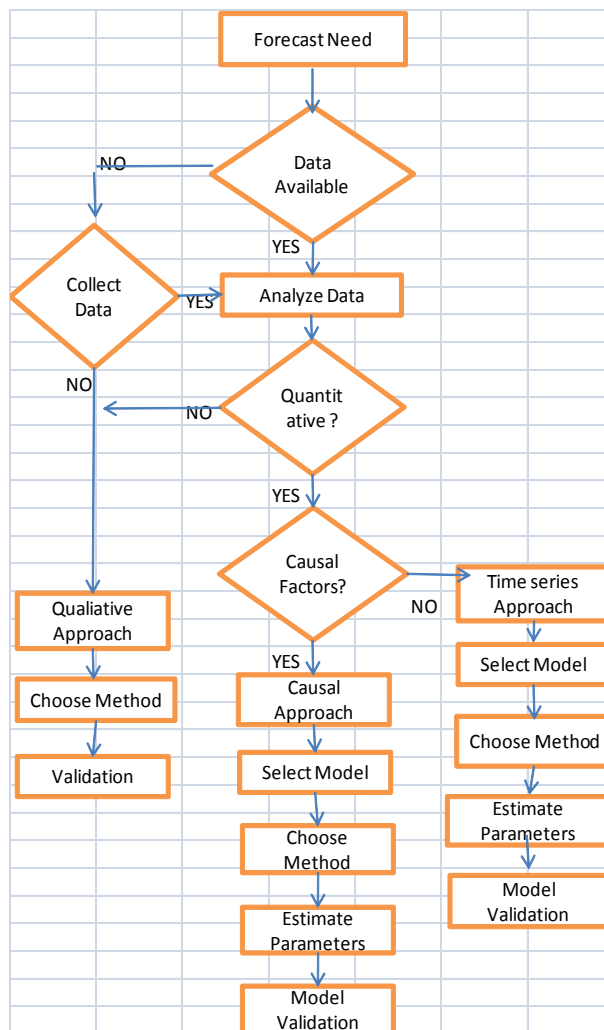 Forecast Need
Data
Available
NO
YES
Collect
Data
YES
Analyze Data
NO
Quantit
ative ?
NO
YES
Causal
Factors?
NO
Time series
Approach
Qualiative
Approach
YES
Causal
Approach
Select Model
Choose Method
Choose Method
Validation
Select Model
Estimate
Parameters
Choose
Method
Model
Validation
Estimate
Parameters
Model
Validation